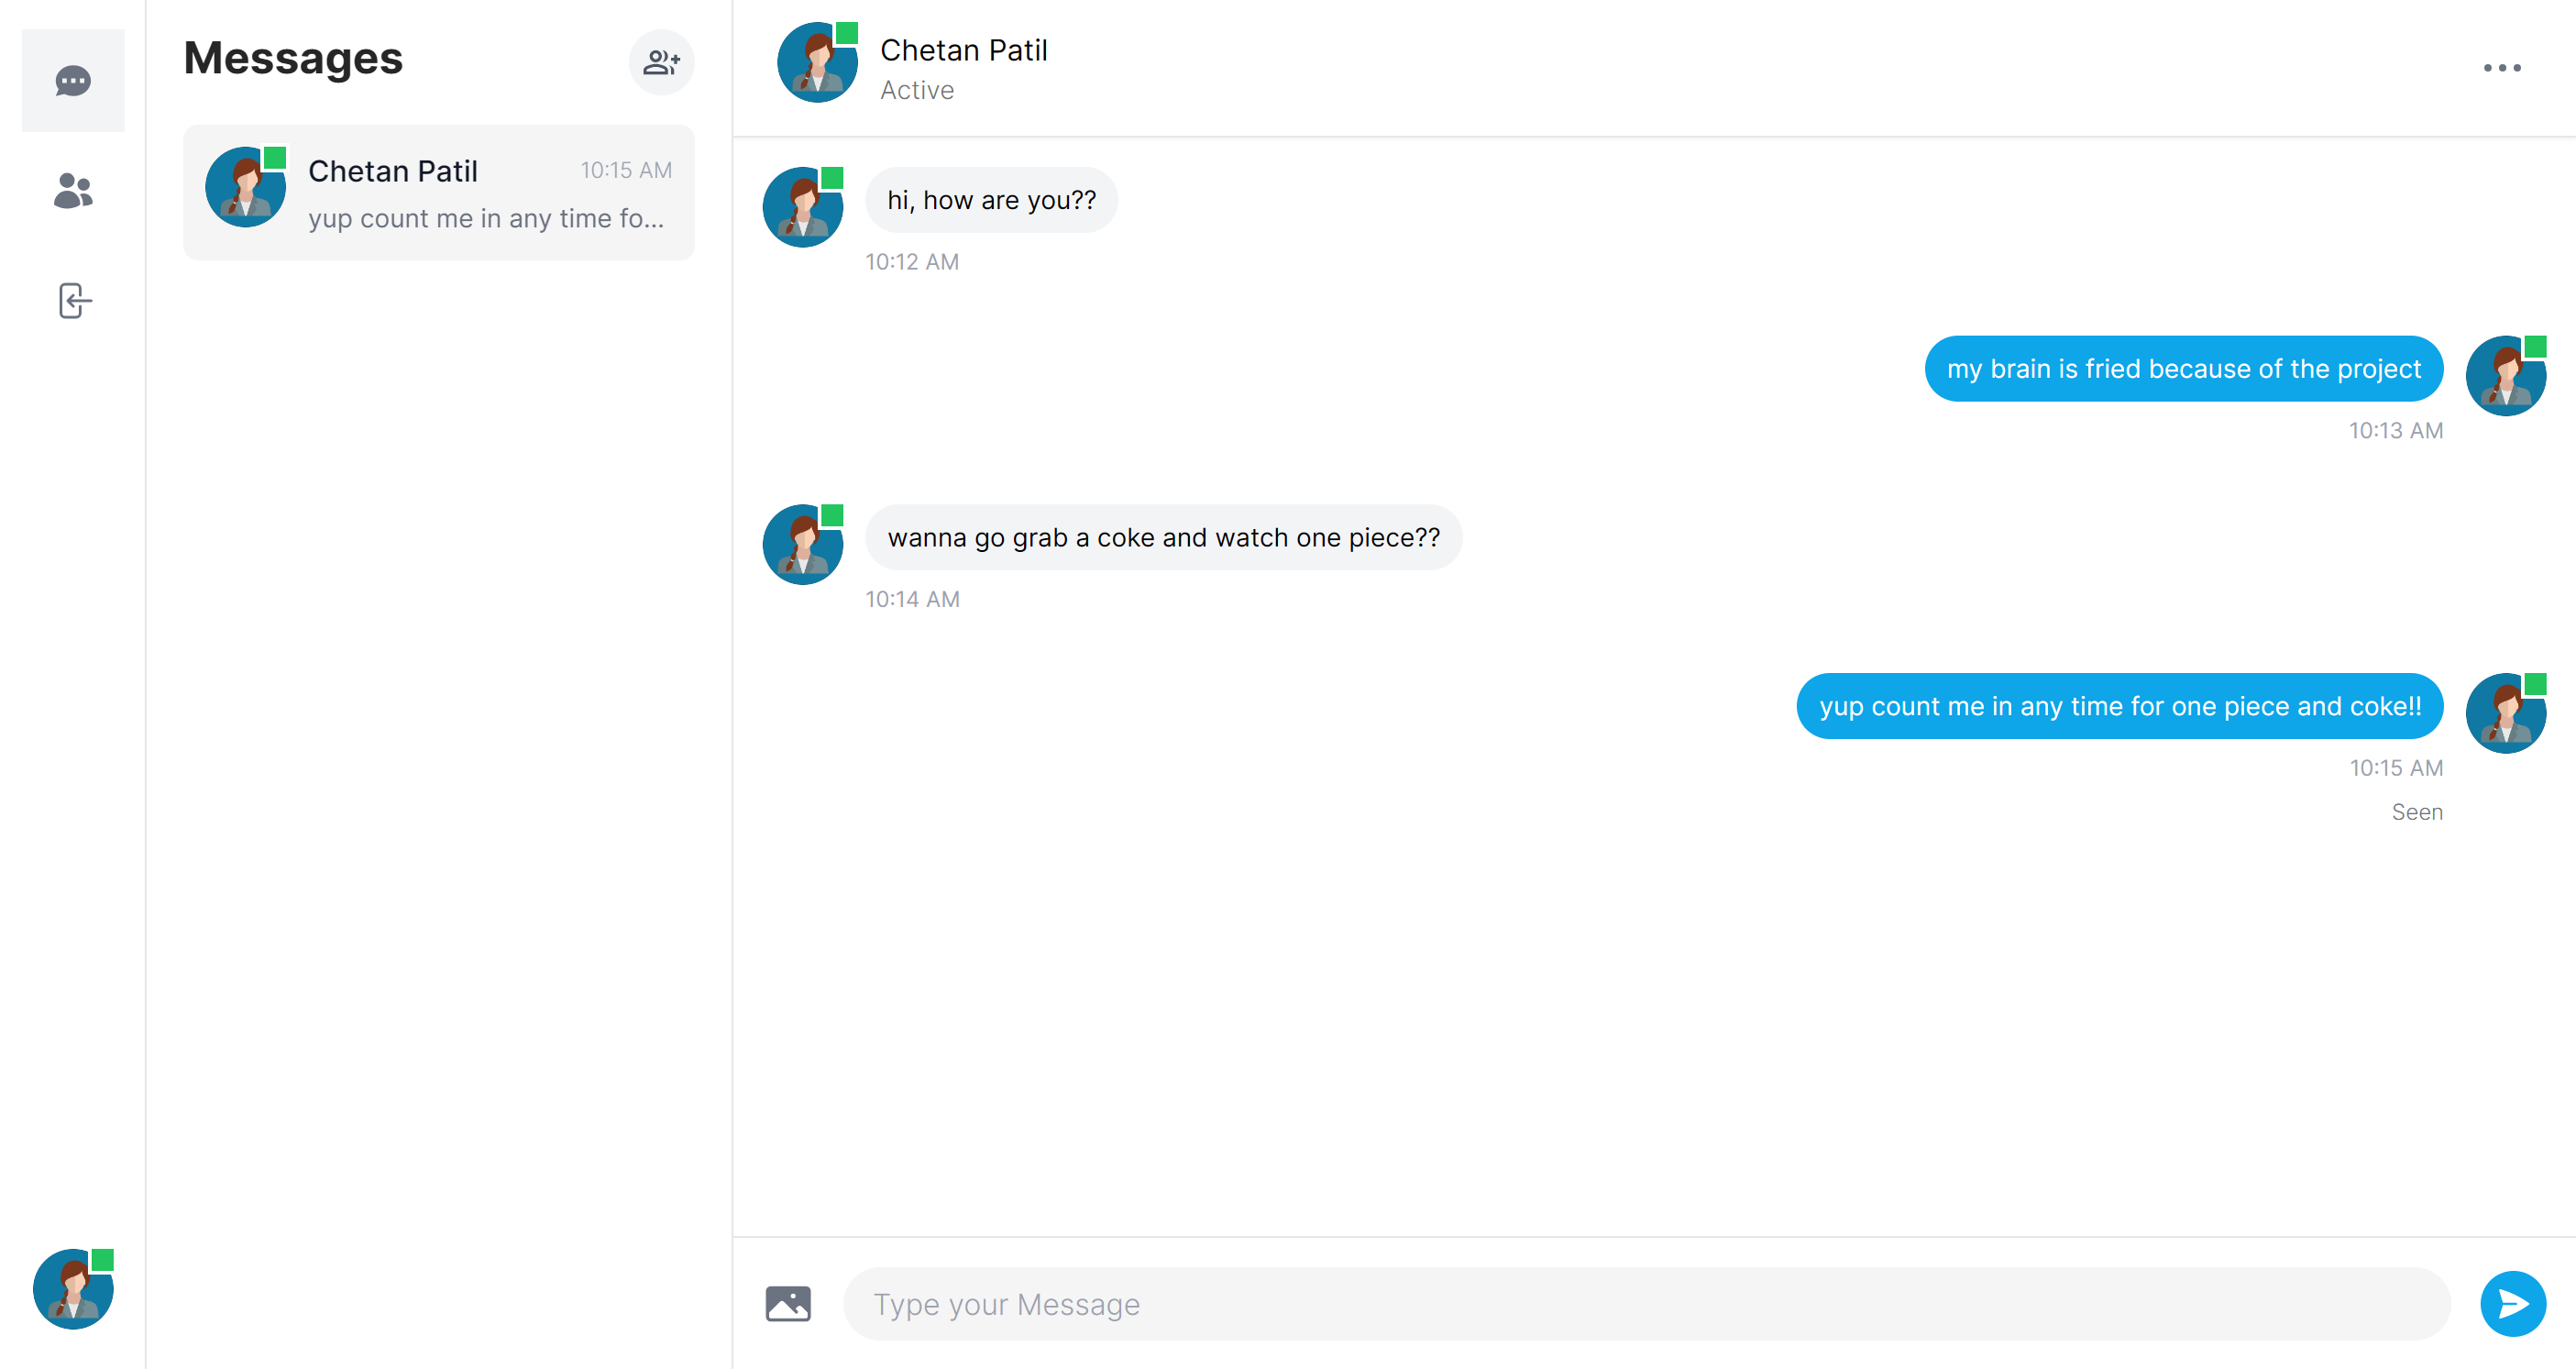 Messages
Chetan Patil
10:15 AM
yup count me in any time fo...
Chetan Patil
Active
hi, how are you??
10:12 AM
my brain is fried because of the project
10:13 AM
wanna go grab a coke and watch one piece??
10:14 AM
yup count me in any time for one piece and coke!!
10:15 AM
Seen
Type your Message